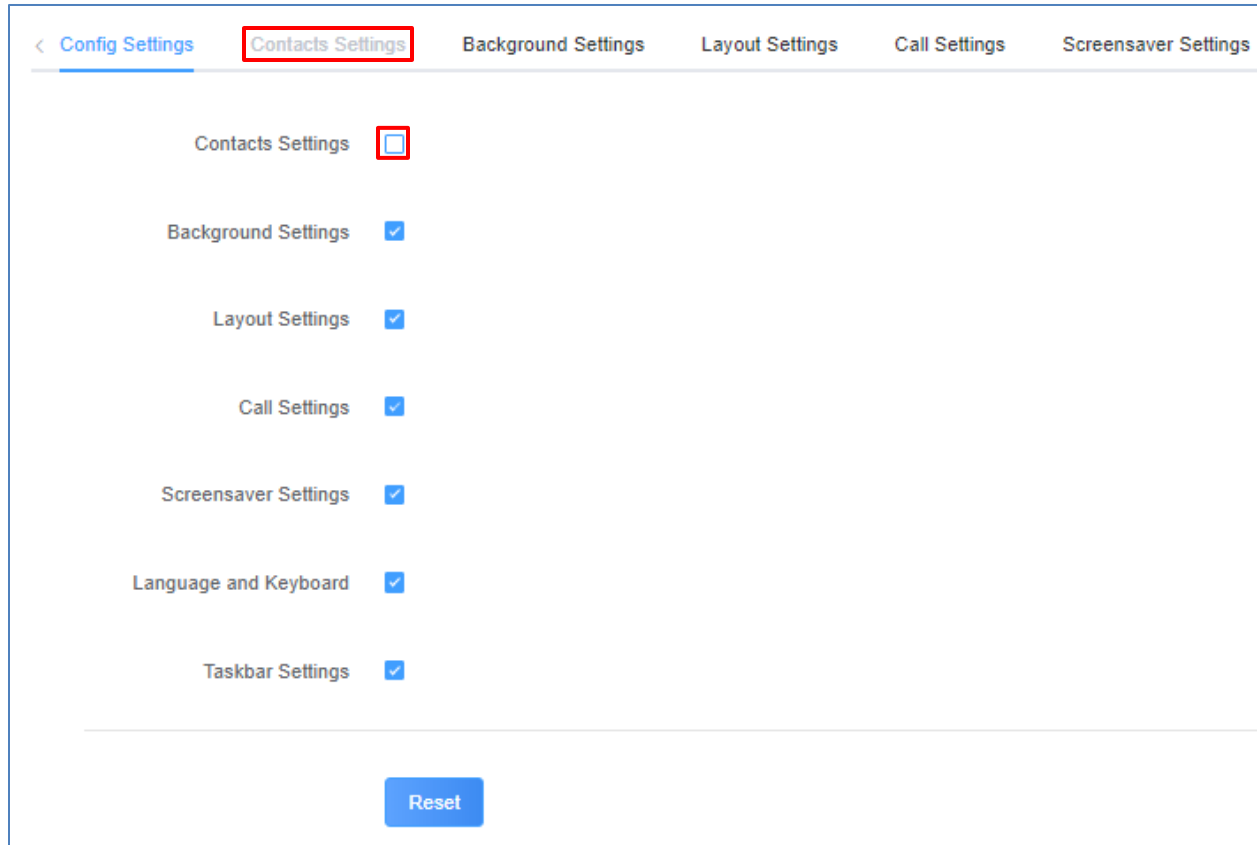 Config Settings Contacts Settings Background Settings Layout Settings Call Settings Screensaver Settings
Contacts Settings
Background Settings
Layout Settings
Call Settings
Screensaver Settings
Language and Keyboard
Taskbar Settings
Reset